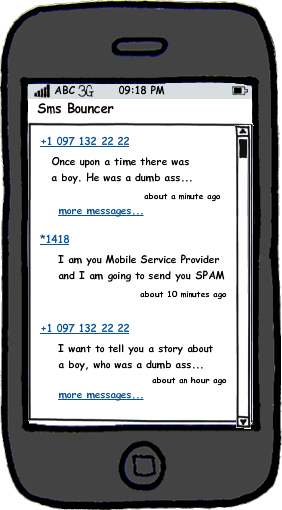 ABC 3G 09:18 PM
Sms Bouncer
+1 097 132 22 22
Once upon a time there was
a boy. He was a dumb ass...
about a minute ago
more messages...
*1418
I am you Mobile Service Provider
and I am going to send you SPAM
about 10 minutes ago
+1 097 132 22 22
I want to tell you a story about
a boy, who was a dumb ass...
about an hour ago
more messages...